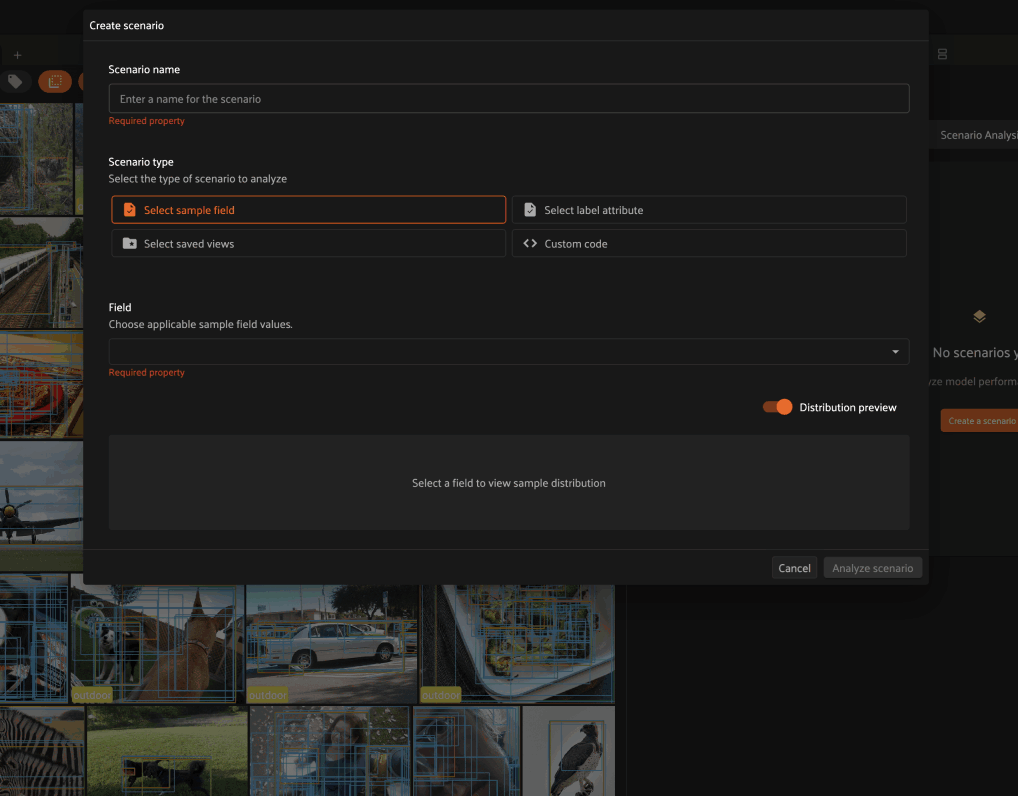 Create scenario
Scenario name
Enter a name for the scenario
Required property
Scenario type
Select the type of scenario to analyze
Select sample field
Select label attribute
Select saved views
Custom code
Field
Choose applicable sample field values.
Required property
Distribution preview
Select a field to view sample distribution
Cancel
Analyze scenario
Scenario Analysi
No scenarios y
yze model perform
Create a scenario
outdoor
outdoor
outdoor